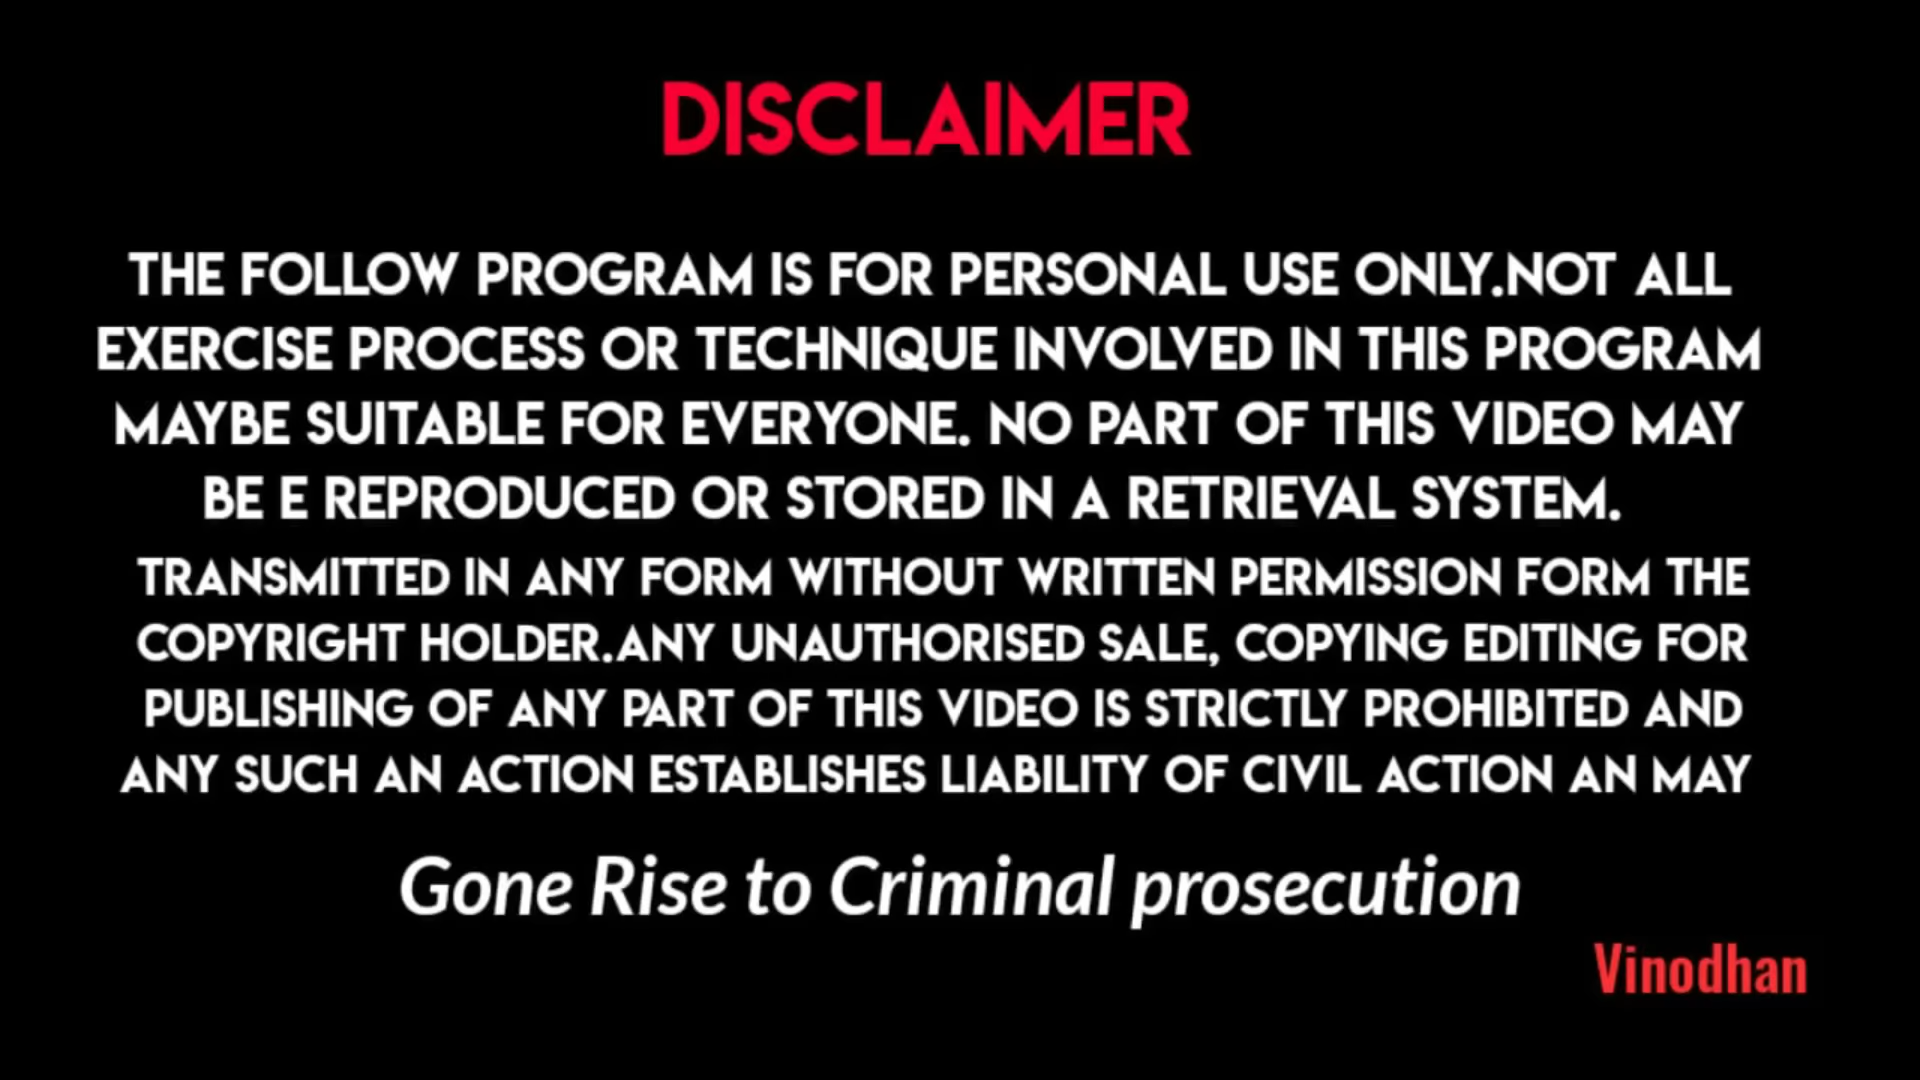 DISCLAIMER
THE FOLLOW PROGRAM IS FOR PERSONAL USE ONLY.NOT ALL
EXERCISE PROCESS OR TECHNIQUE INVOLVED IN THIS PROGRAM
MAYBE SUITABLE FOR EVERYONE. NO PART OF THIS VIDEO MAY
BE E REPRODUCED OR STORED IN A RETRIEVAL SYSTEM.
TRANSMITTED IN ANY FORM WITHOUT WRITTEN PERMISSION FORM THE
COPYRIGHT HOLDER.ANY UNAUTHORISED SALE, COPYING EDITING FOR
PUBLISHING OF ANY PART OF THIS VIDEO IS STRICTLY PROHIBITED AND
ANY SUCH AN ACTION ESTABLISHES LIABILITY OF CIVIL ACTION AN MAY
Gone Rise to Criminal prosecution
Vinodhan